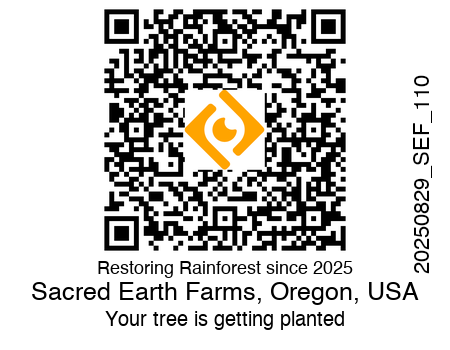 Restoring Rainforest since 2025
Sacred Earth Farms, Oregon, USA
Your tree is getting planted
20250829_SEF_110